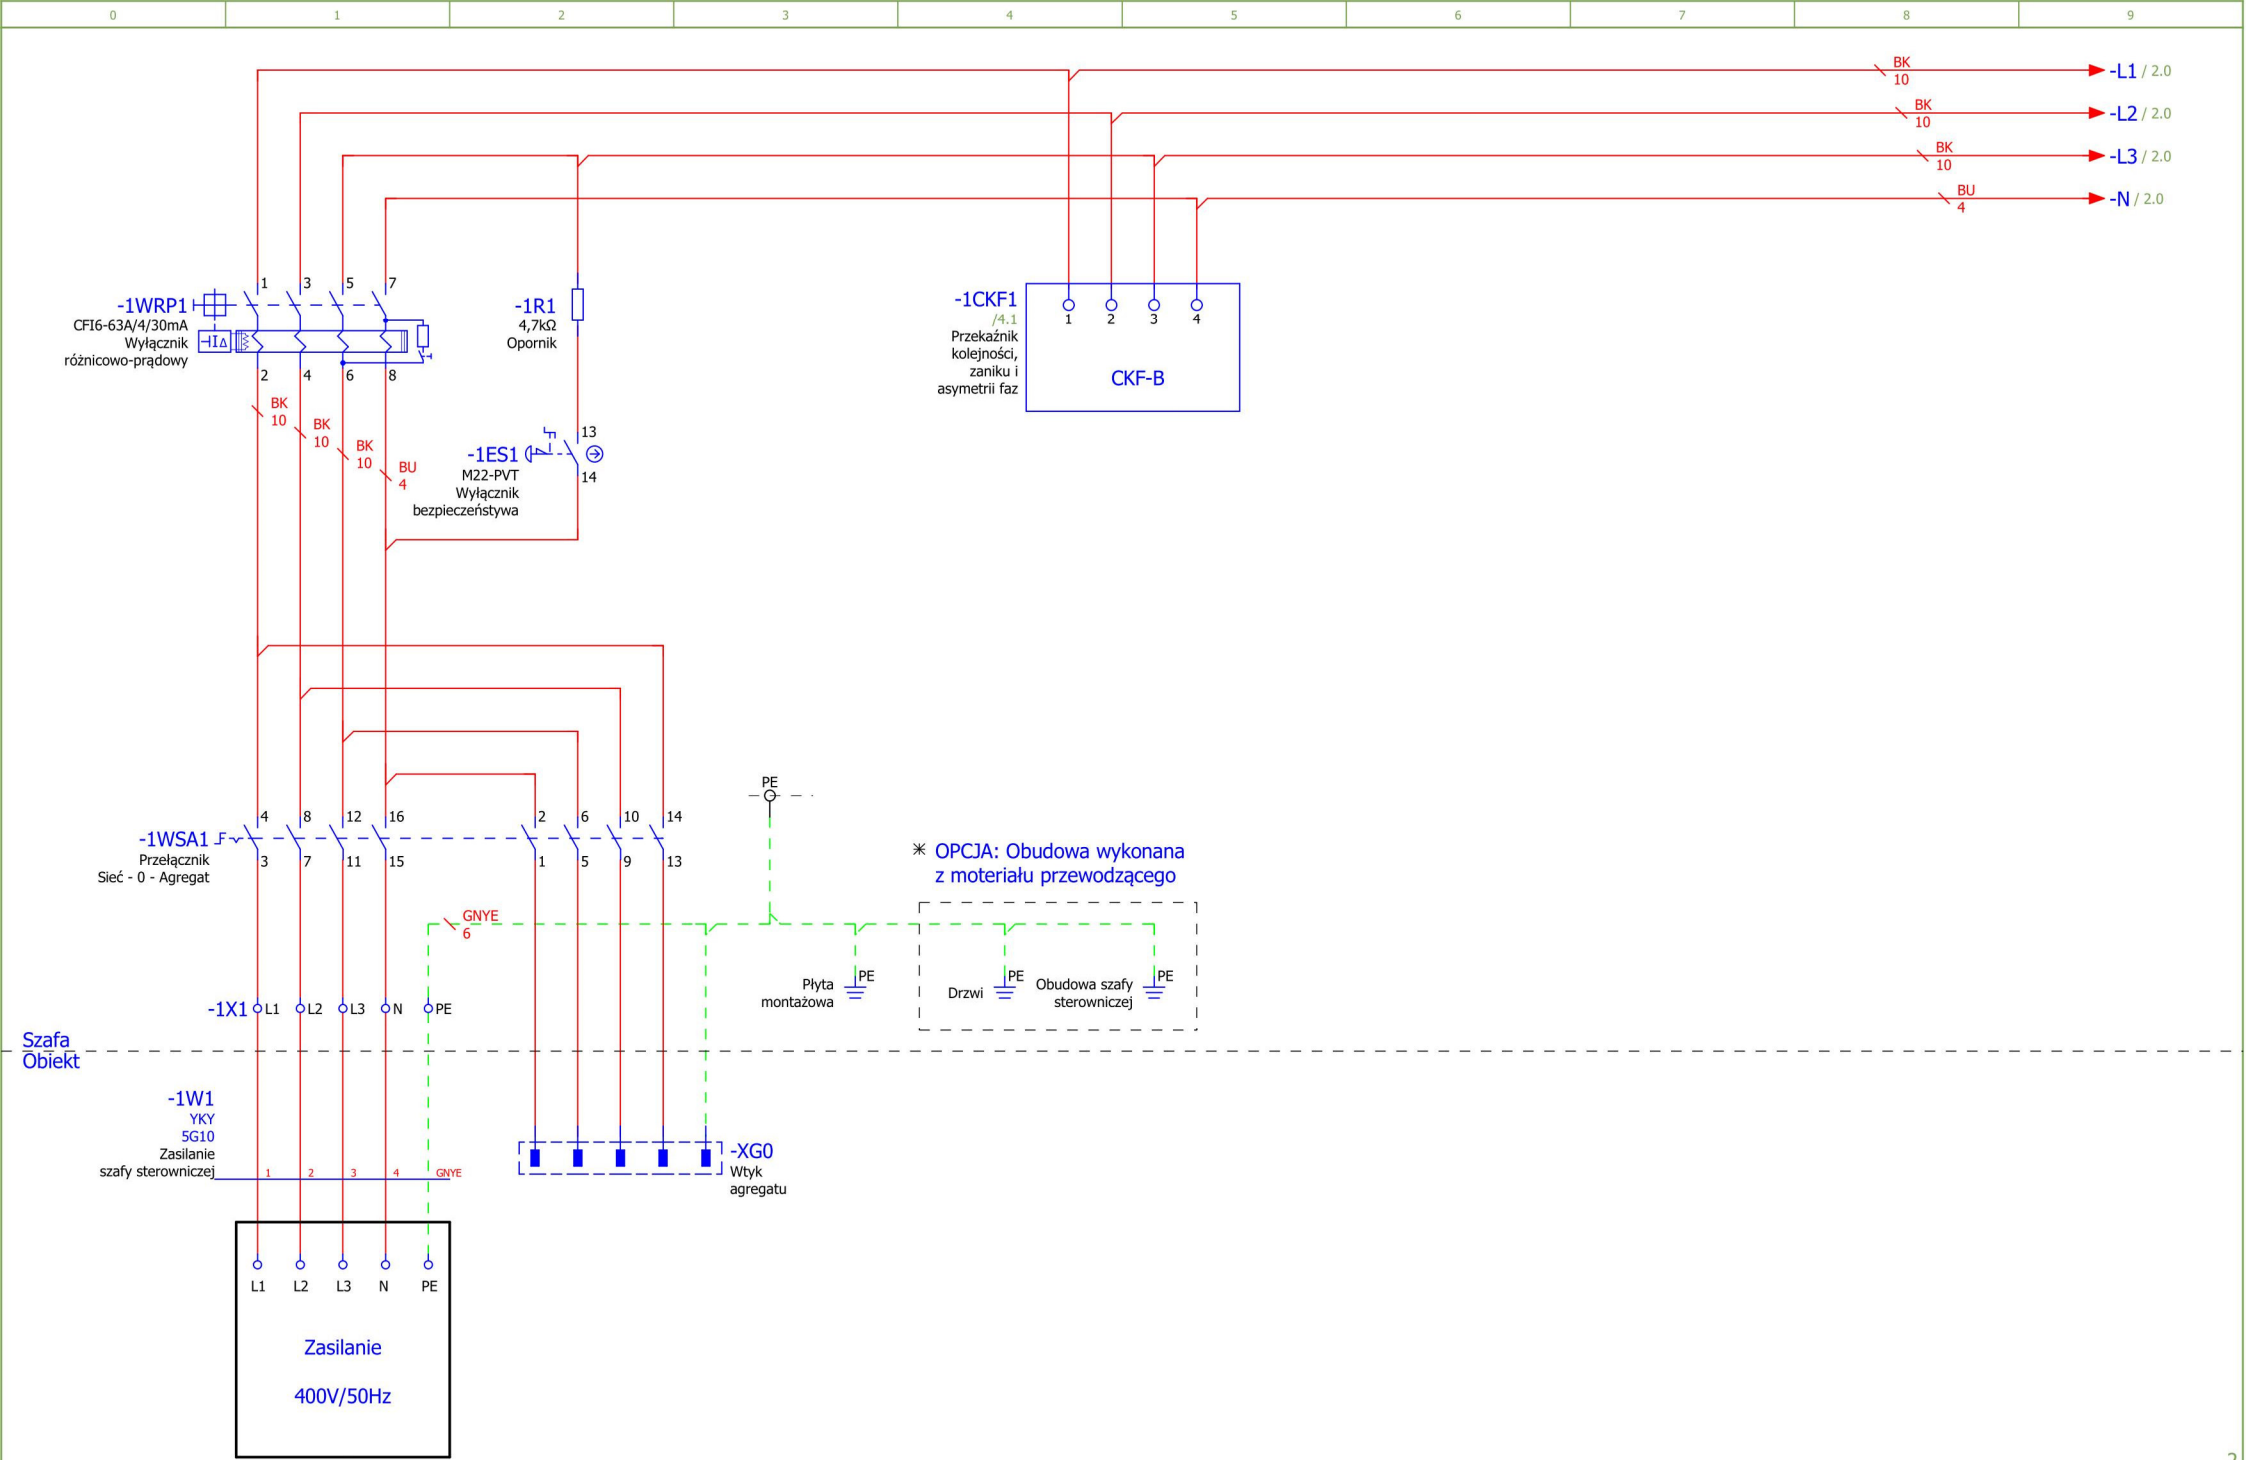 0 1 2 3 4 5 6 7 8 9
BK
10
-L1 / 2.0
BK
10
-L2 / 2.0
BK
10
-L3 / 2.0
BU
4
-N / 2.0
1 3 5 7
-1WRP1
CFI6-63A/4/30mA
Wyłącznik
różnicowo-prądowy
2 4 6 8
BK
10
BK
10
BK
10
BU
4
-1R1
4,7kΩ
Opornik
13
-1ES1
M22-PVT
Wyłącznik
bezpieczeństywa
14
-1CKF1
/4.1
Przekaźnik
kolejności,
zaniku i
asymetrii faz
1 2 3 4
CKF-B
4 8 12 16 2 6 10 14
-1WSA1
Przełącznik
Sieć - 0 - Agregat
3 7 11 15 1 5 9 13
PE
* OPCJA: Obudowa wykonana
z moteriału przewodzącego
GNYE
6
Płyta
montażowa
PE
Drzwi
PE
Obudowa szafy
sterowniczej
PE
-1X1 L1 L2 L3 N PE
Szafa
Obiekt
-1W1
YKY
5G10
Zasilanie
szafy sterowniczej
1 2 3 4 GNYE
-XG0
Wtyk
agregatu
L1 L2 L3 N PE
Zasilanie
400V/50Hz